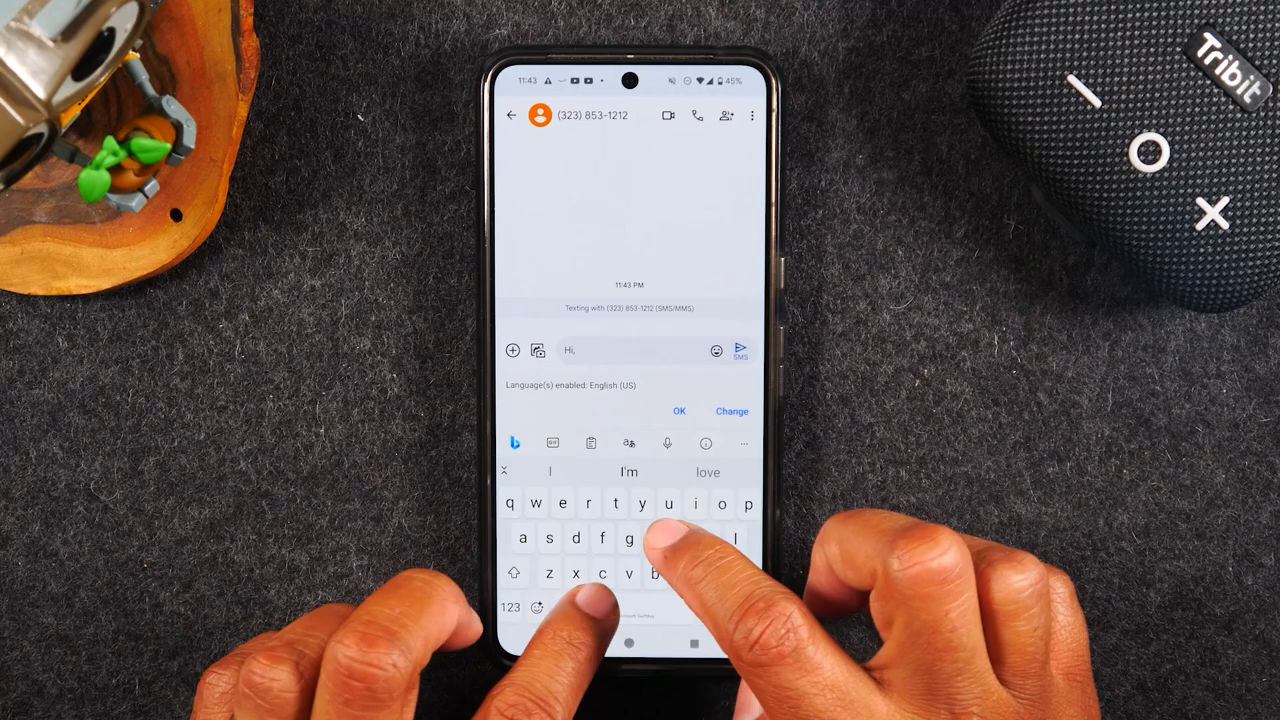 11:43 45%
(323) 853-1212
11:43 PM
Texting with (323) 853-1212 (SMS/MMS)
Hi,
SMS
Language(s) enabled: English (US)
OK Change
GIF
I I'm love
q w e r t y u i o p
a s d f g l
z x c v b
123
Tribit